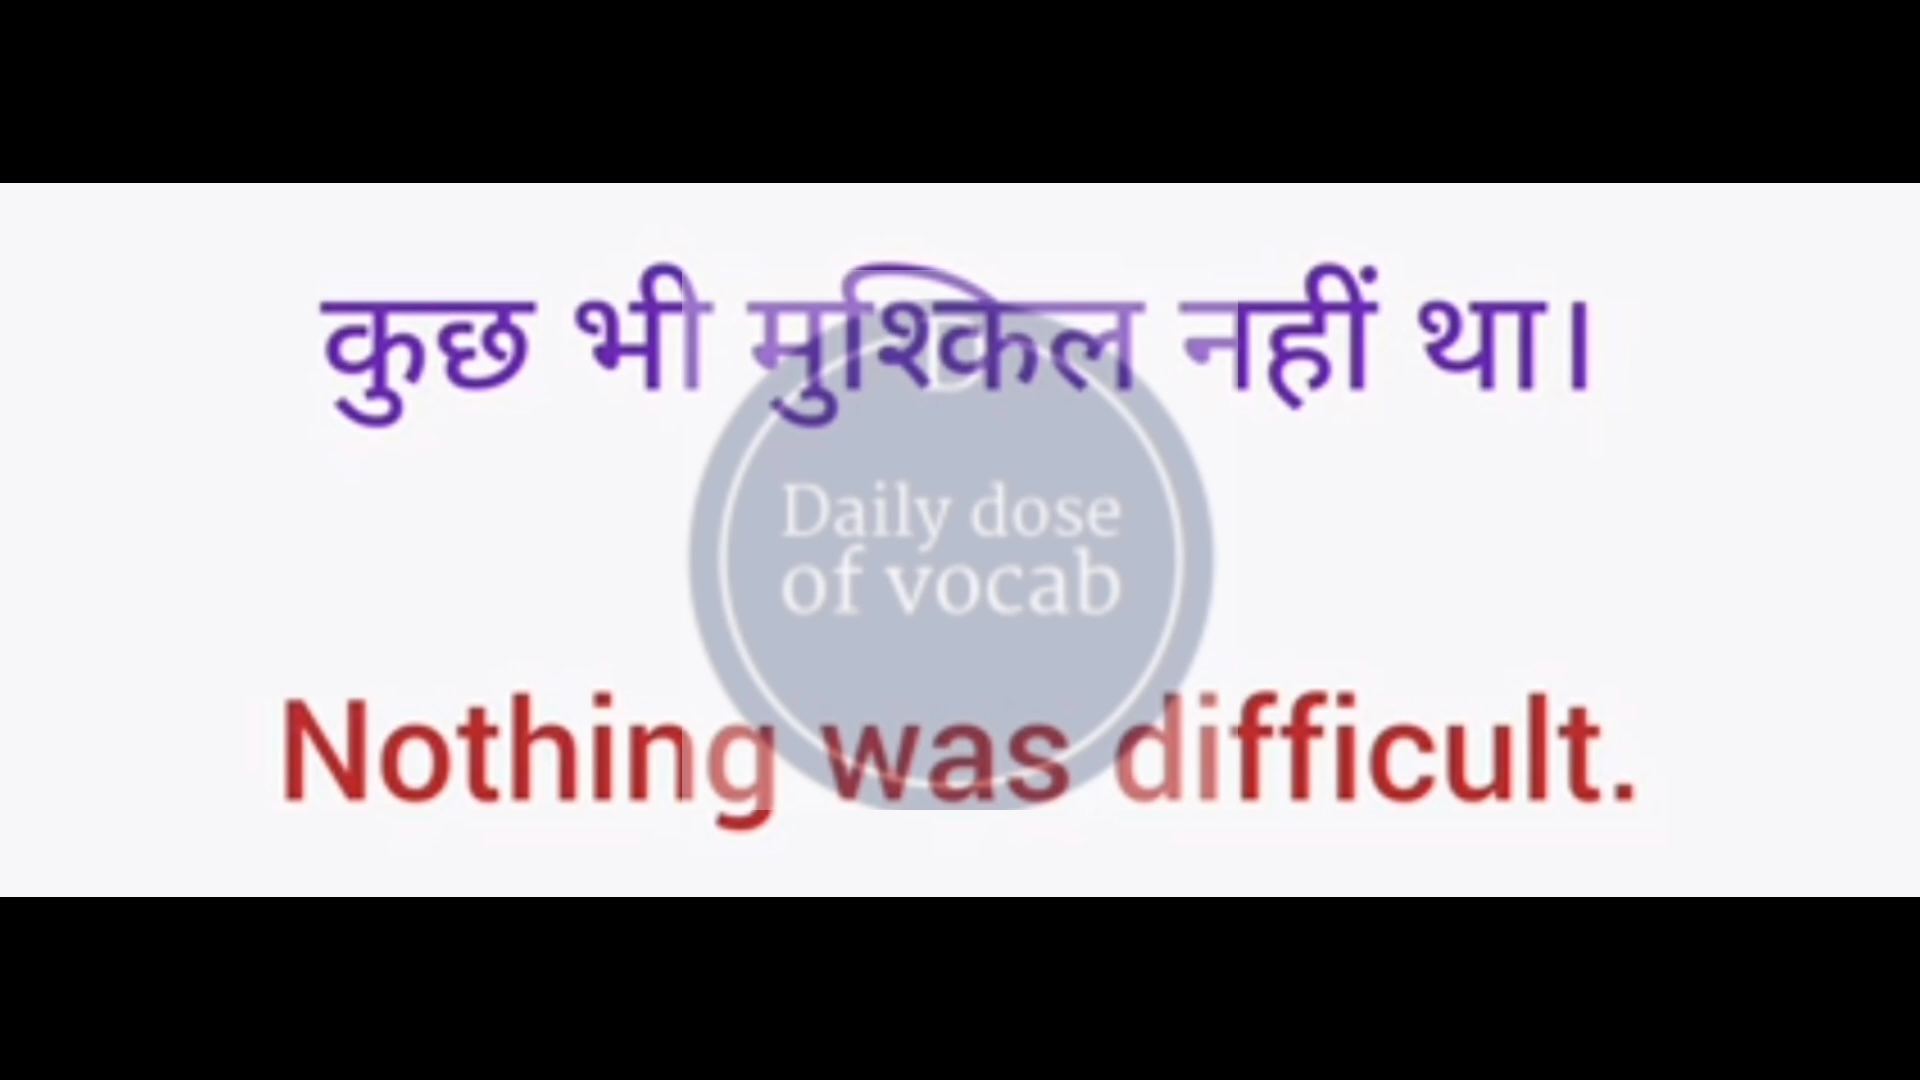 कुछ भी मुश्किल नहीं था।
Daily dose
of vocab
Nothing was difficult.